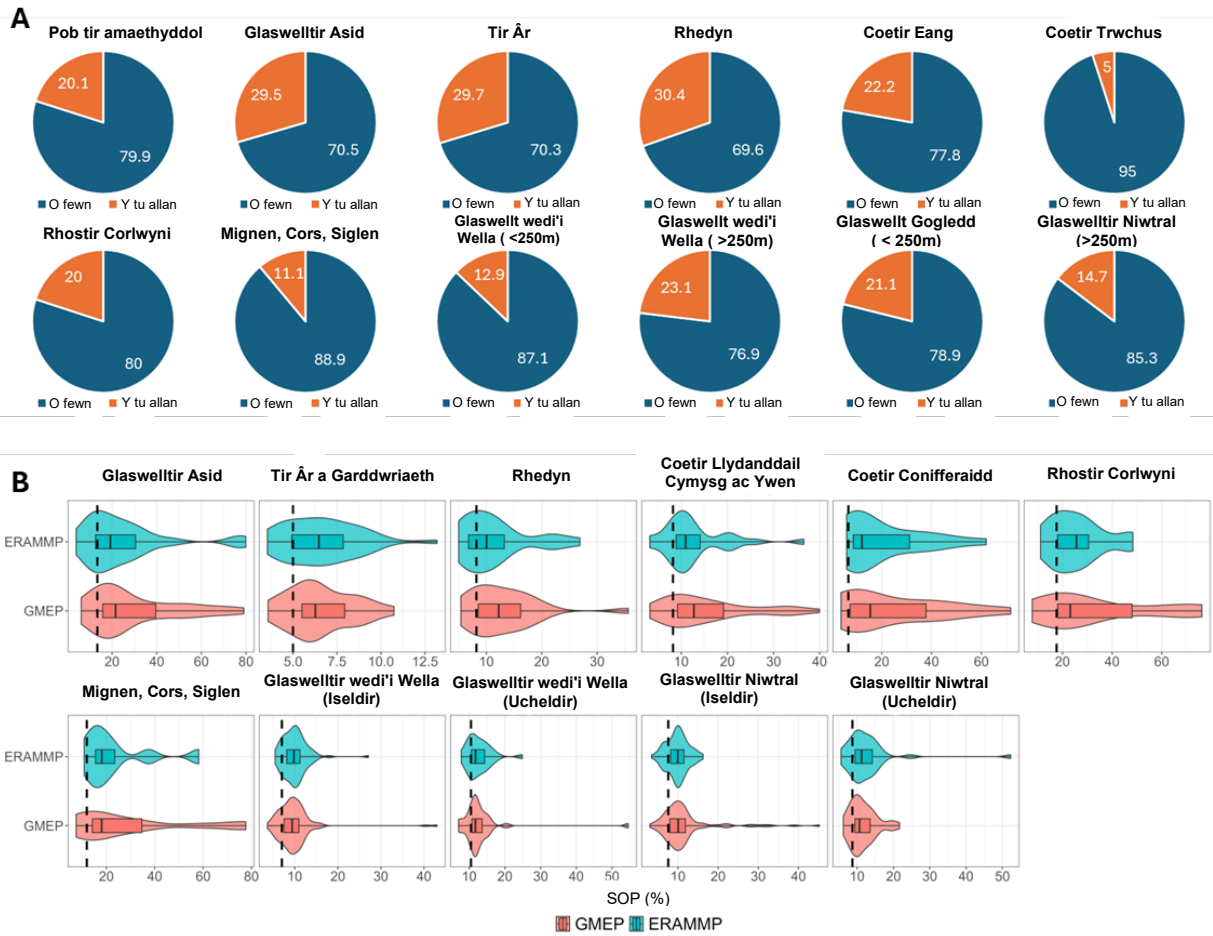 A
Pob tir amaethyddol
Glaswelltir Asid
Tir Âr
Rhedyn
Coetir Eang
Coetir Trwchus
20.1
79.9
29.5
70.5
29.7
70.3
30.4
69.6
22.2
77.8
5
95
O fewn Y tu allan
O fewn Y tu allan
O fewn Y tu allan
O fewn Y tu allan
O fewn Y tu allan
O fewn Y tu allan
Rhostir Corlwyni
Mignen, Cors, Siglen
Glaswellt wedi'i
Wella ( <250m)
Glaswellt wedi'i
Wella ( >250m)
Glaswellt Gogledd
( < 250m)
Glaswelltir Niwtral
(>250m)
20
80
11.1
88.9
12.9
87.1
23.1
76.9
21.1
78.9
14.7
85.3
O fewn Y tu allan
O fewn Y tu allan
O fewn Y tu allan
O fewn Y tu allan
O fewn Y tu allan
O fewn Y tu allan
B
Glaswelltir Asid
Tir Âr a Garddwriaeth
Rhedyn
Coetir Llydanddail
Cymysg ac Ywen
Coetir Conifferaidd
Rhostir Corlwyni
ERAMMP
GMEP
20 40 60 80
5.0 7.5 10.0 12.5
10 20 30
10 20 30 40
20 40 60
20 40 60
Mignen, Cors, Siglen
Glaswelltir wedi'i Wella
(Iseldir)
Glaswelltir wedi'i Wella
(Ucheldir)
Glaswelltir Niwtral
(Iseldir)
Glaswelltir Niwtral
(Ucheldir)
ERAMMP
GMEP
20 40 60 80
10 20 30 40
10 20 30 40 50
10 20 30 40
10 20 30 40 50
SOP (%)
GMEP ERAMMP